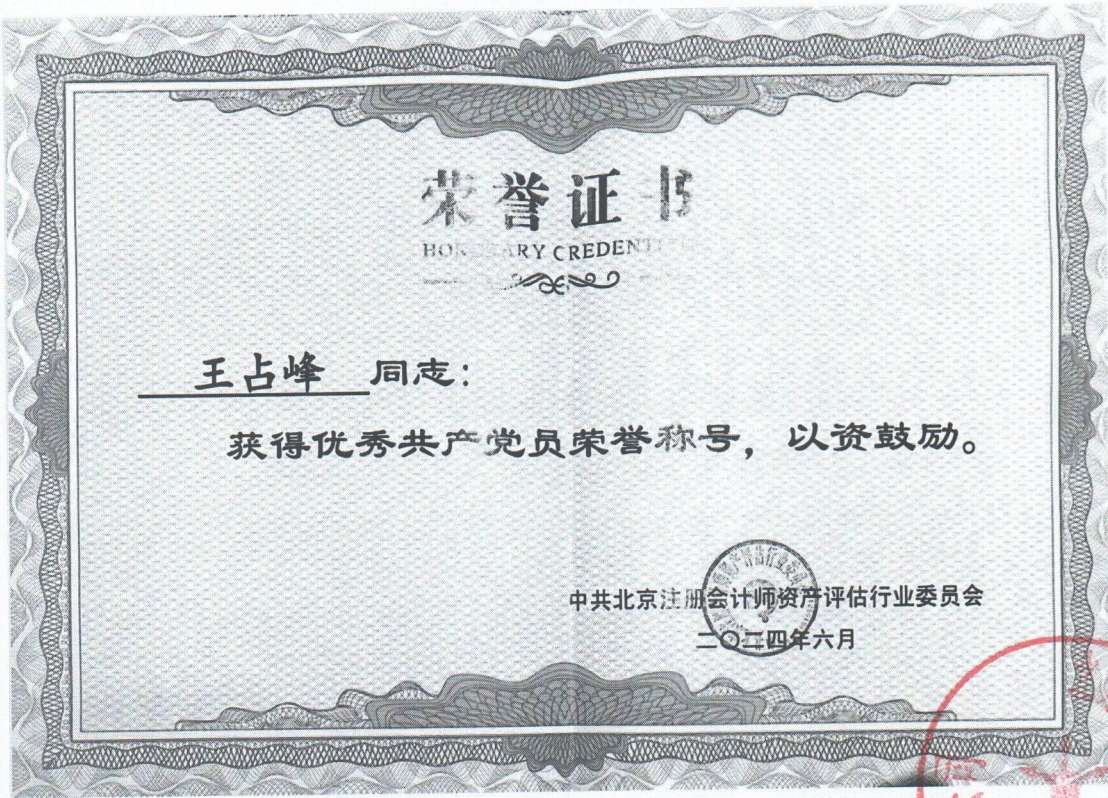 荣誉证书
HONORARY CREDENTIAL
王占峰 同志：
获得优秀共产党员荣誉称号，以资鼓励。
中共北京注册会计师资产评估行业委员会
二〇二四年六月